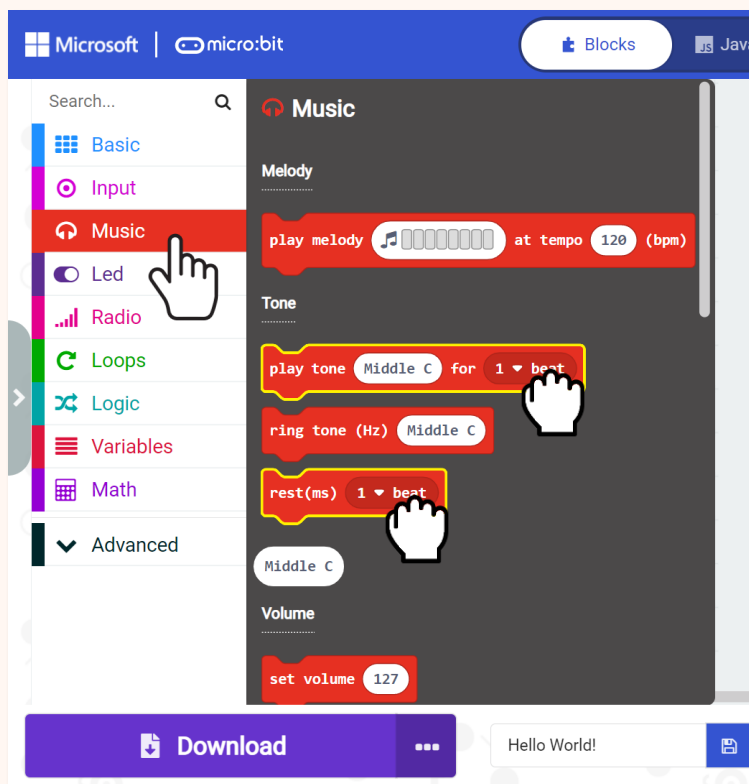 Microsoft | micro:bit
Blocks
JS Java
Search...
Music
Basic
Input
Music
Led
Radio
Loops
Logic
Variables
Math
Advanced
Melody
play melody at tempo 120 (bpm)
Tone
play tone Middle C for 1 beat
ring tone (Hz) Middle C
rest(ms) 1 beat
Middle C
Volume
set volume 127
Download
Hello World!